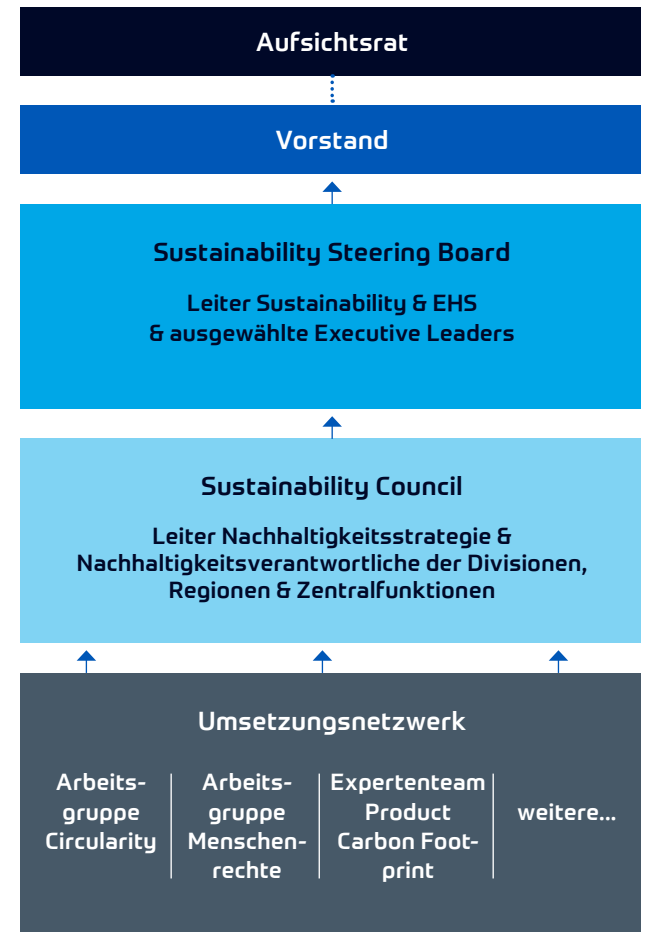 Aufsichtsrat
Vorstand
Sustainability Steering Board
Leiter Sustainability & EHS
& ausgewählte Executive Leaders
Sustainability Council
Leiter Nachhaltigkeitsstrategie &
Nachhaltigkeitsverantwortliche der Divisionen,
Regionen & Zentralfunktionen
Umsetzungsnetzwerk
Arbeits-
gruppe
Circularity
Arbeits-
gruppe
Menschen-
rechte
Expertenteam
Product
Carbon Foot-
print
weitere...